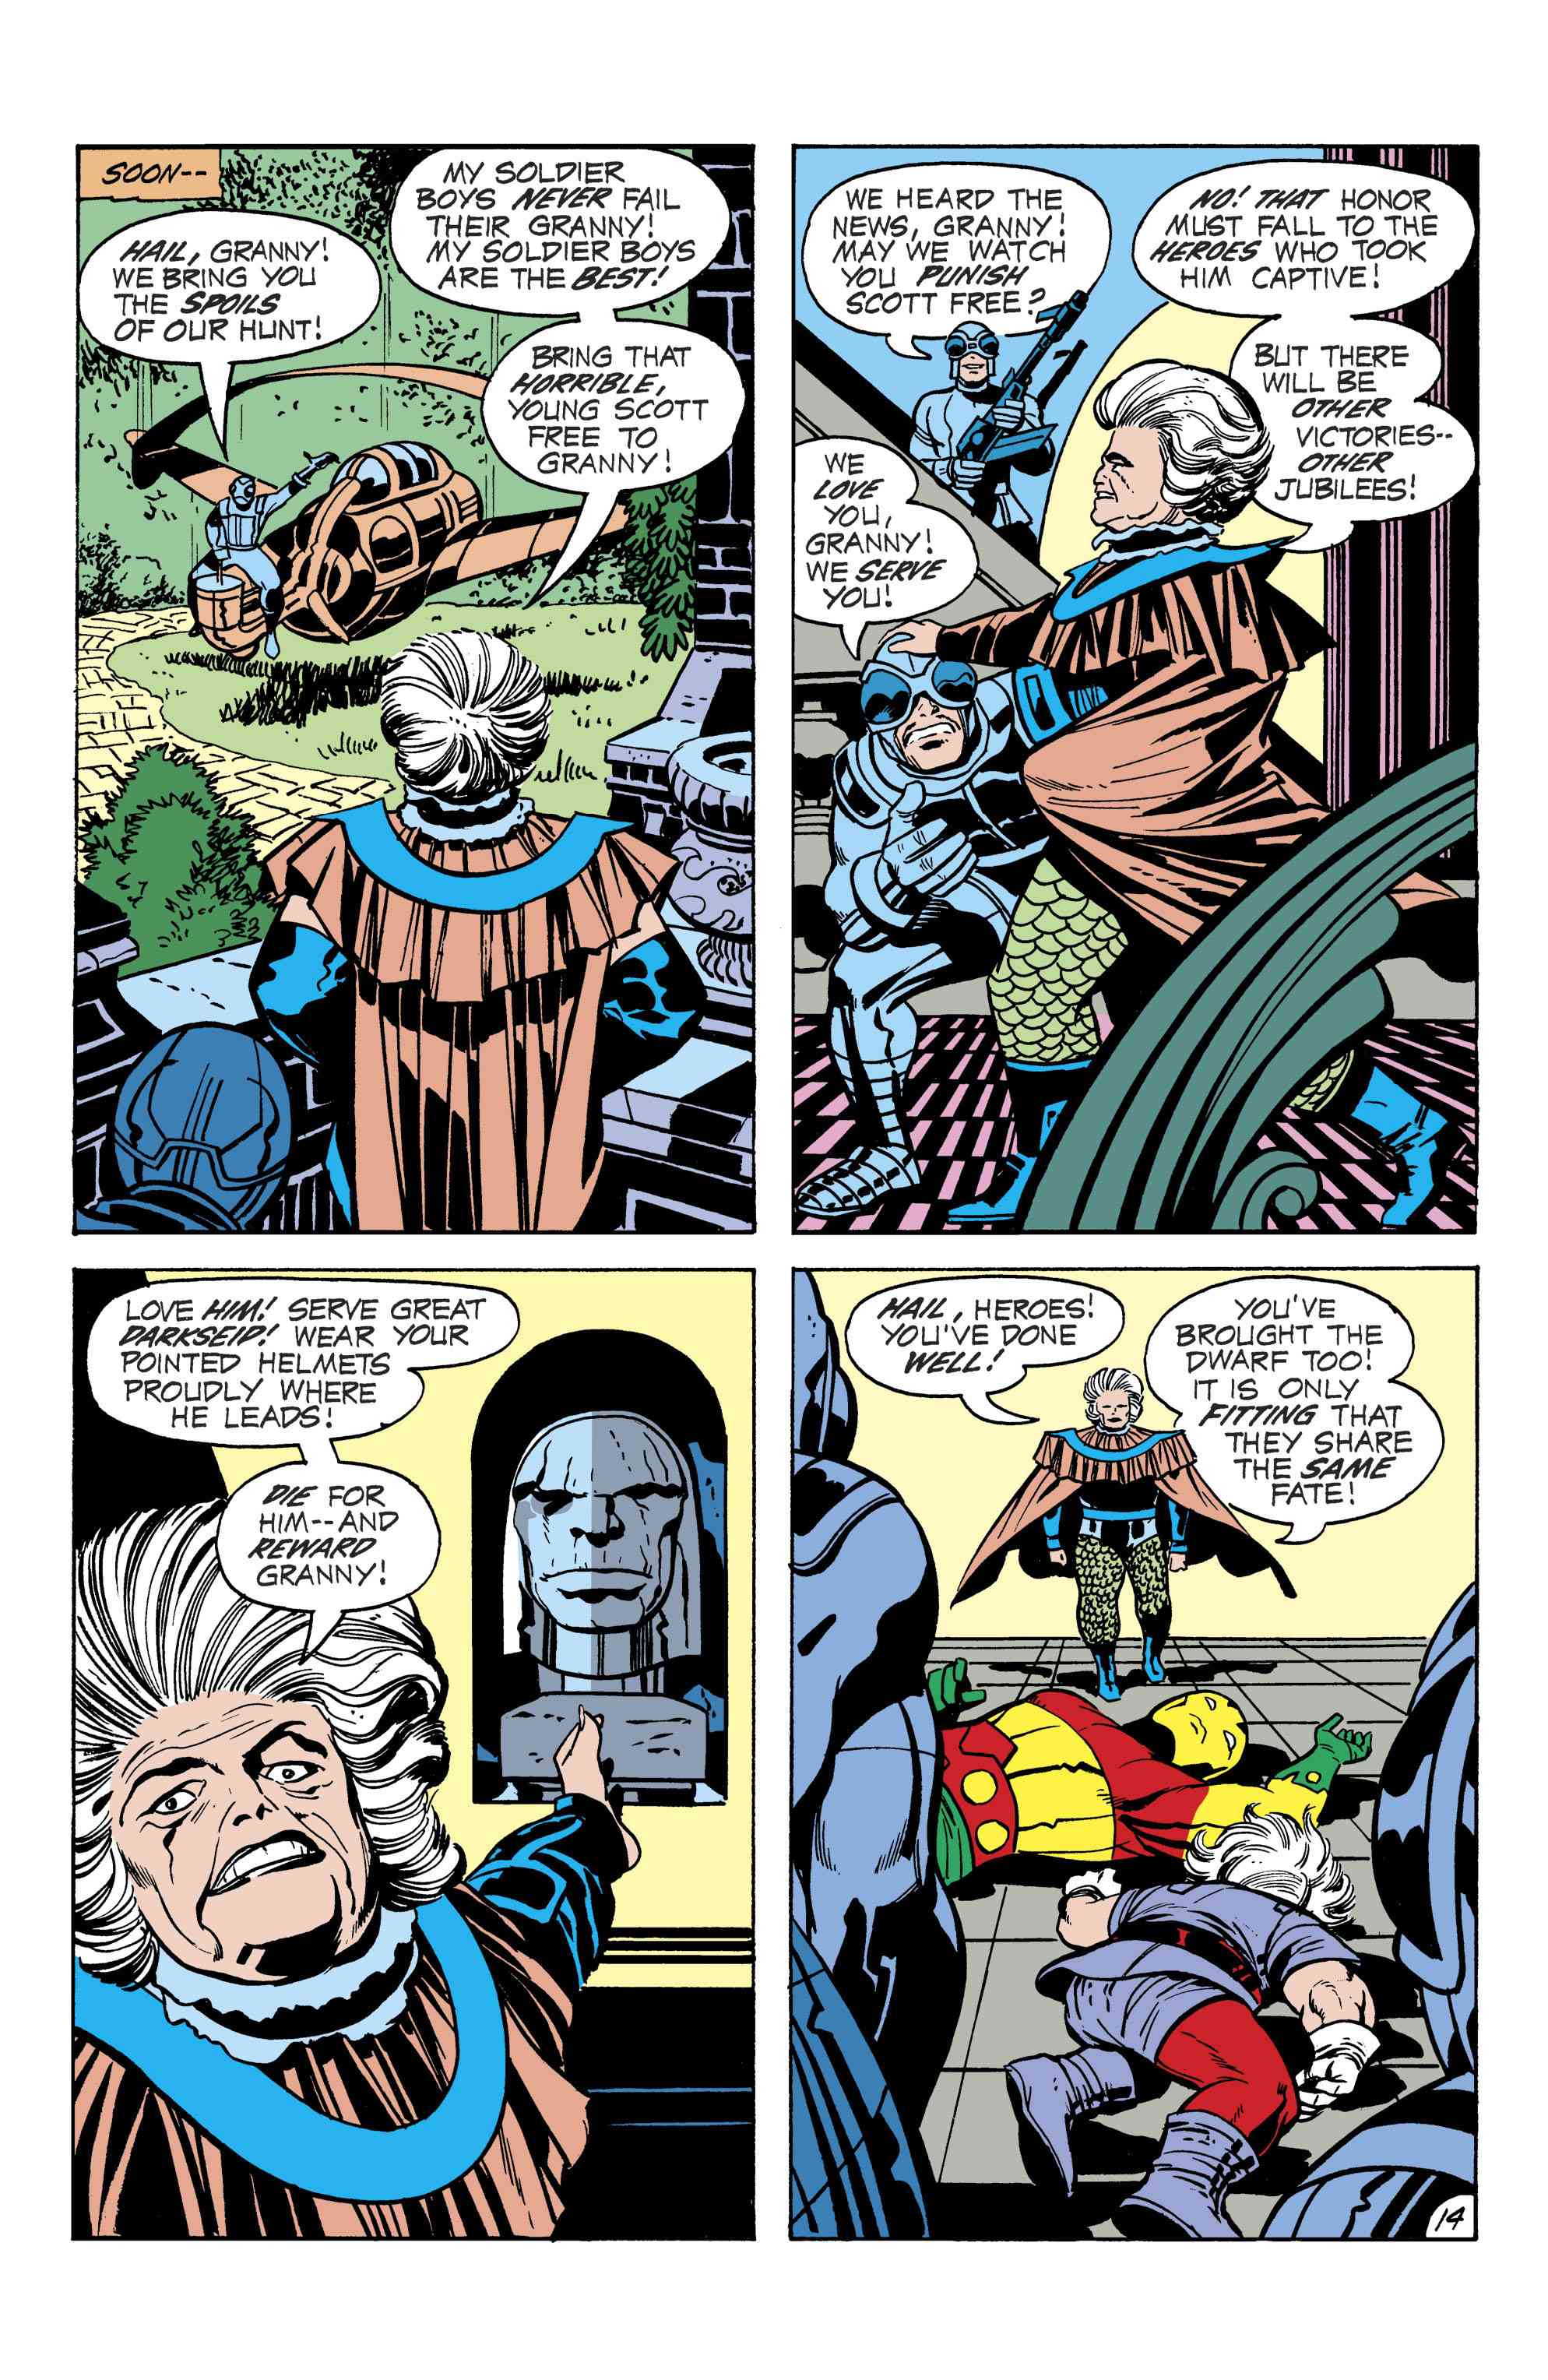 SOON--
HAIL, GRANNY!
WE BRING YOU
THE SPOILS
OF OUR HUNT!
MY SOLDIER
BOYS NEVER FAIL
THEIR GRANNY!
MY SOLDIER BOYS
ARE THE BEST!
BRING THAT
HORRIBLE,
YOUNG SCOTT
FREE TO
GRANNY!
WE HEARD THE
NEWS, GRANNY!
MAY WE WATCH
YOU PUNISH
SCOTT FREE?
NO! THAT HONOR
MUST FALL TO THE
HEROES WHO TOOK
HIM CAPTIVE!
BUT THERE
WILL BE
OTHER
VICTORIES--
OTHER
JUBILEES!
WE
LOVE
YOU,
GRANNY!
WE SERVE
YOU!
LOVE HIM! SERVE GREAT
DARKSEID! WEAR YOUR
POINTED HELMETS
PROUDLY WHERE
HE LEADS!
DIE FOR
HIM--AND
REWARD
GRANNY!
HAIL, HEROES!
YOU'VE DONE
WELL!
YOU'VE
BROUGHT THE
DWARF TOO!
IT IS ONLY
FITTING THAT
THEY SHARE
THE SAME
FATE!
14